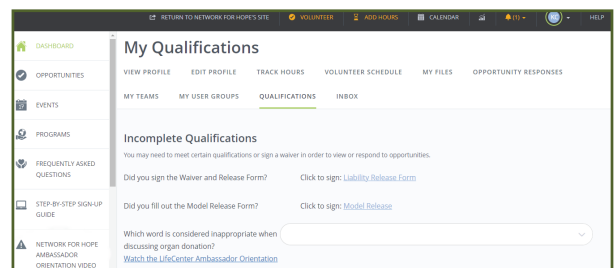 RETURN TO NETWORK FOR HOPE'S SITE VOLUNTEER ADD HOURS CALENDAR (1) KC HELP
DASHBOARD
OPPORTUNITIES
EVENTS
PROGRAMS
FREQUENTLY ASKED
QUESTIONS
STEP-BY-STEP SIGN-UP
GUIDE
NETWORK FOR HOPE
AMBASSADOR
ORIENTATION VIDEO
My Qualifications
VIEW PROFILE EDIT PROFILE TRACK HOURS VOLUNTEER SCHEDULE MY FILES OPPORTUNITY RESPONSES
MY TEAMS MY USER GROUPS QUALIFICATIONS INBOX
Incomplete Qualifications
You may need to meet certain qualifications or sign a waiver in order to view or respond to opportunities.
Did you sign the Waiver and Release Form? Click to sign: Liability Release Form
Did you fill out the Model Release Form? Click to sign: Model Release
Which word is considered inappropriate when
discussing organ donation?
Watch the LifeCenter Ambassador Orientation